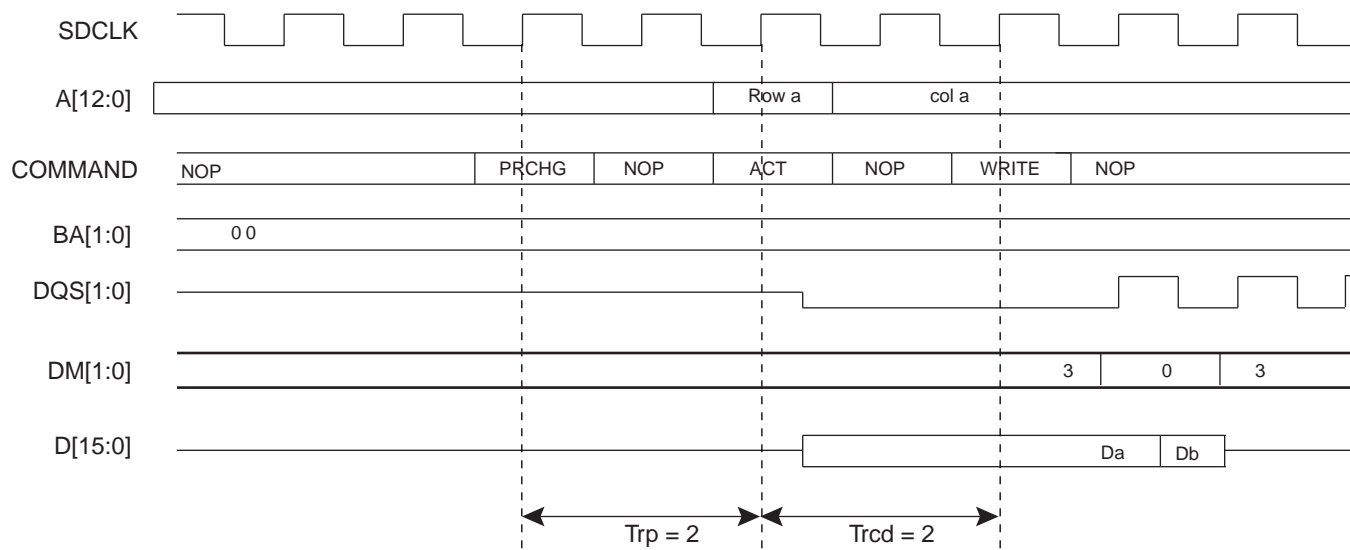 SDCLK
A[12:0] Row a col a
COMMAND NOP PRCHG NOP ACT NOP WRITE NOP
BA[1:0] 0 0
DQS[1:0]
DM[1:0] 3 0 3
D[15:0] Da Db
Trp = 2 Trcd = 2